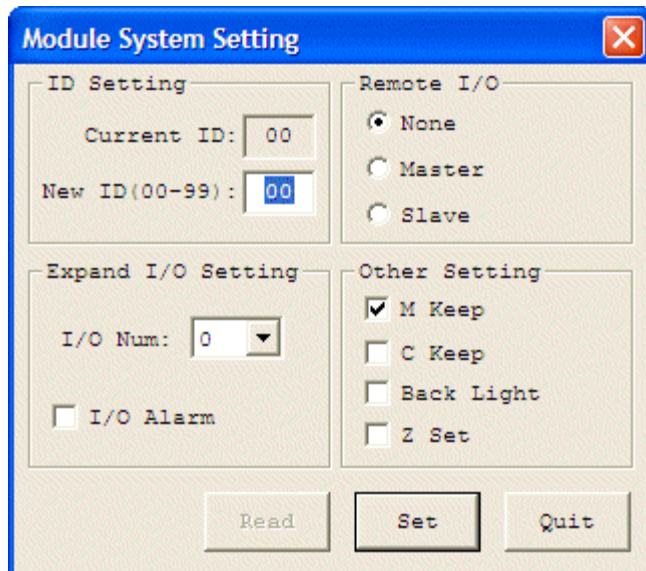 Module System Setting
ID Setting
Current ID: 00
New ID(00-99): 00
Remote I/O
None
Master
Slave
Expand I/O Setting
I/O Num: 0
I/O Alarm
Other Setting
M Keep
C Keep
Back Light
Z Set
Read Set Quit